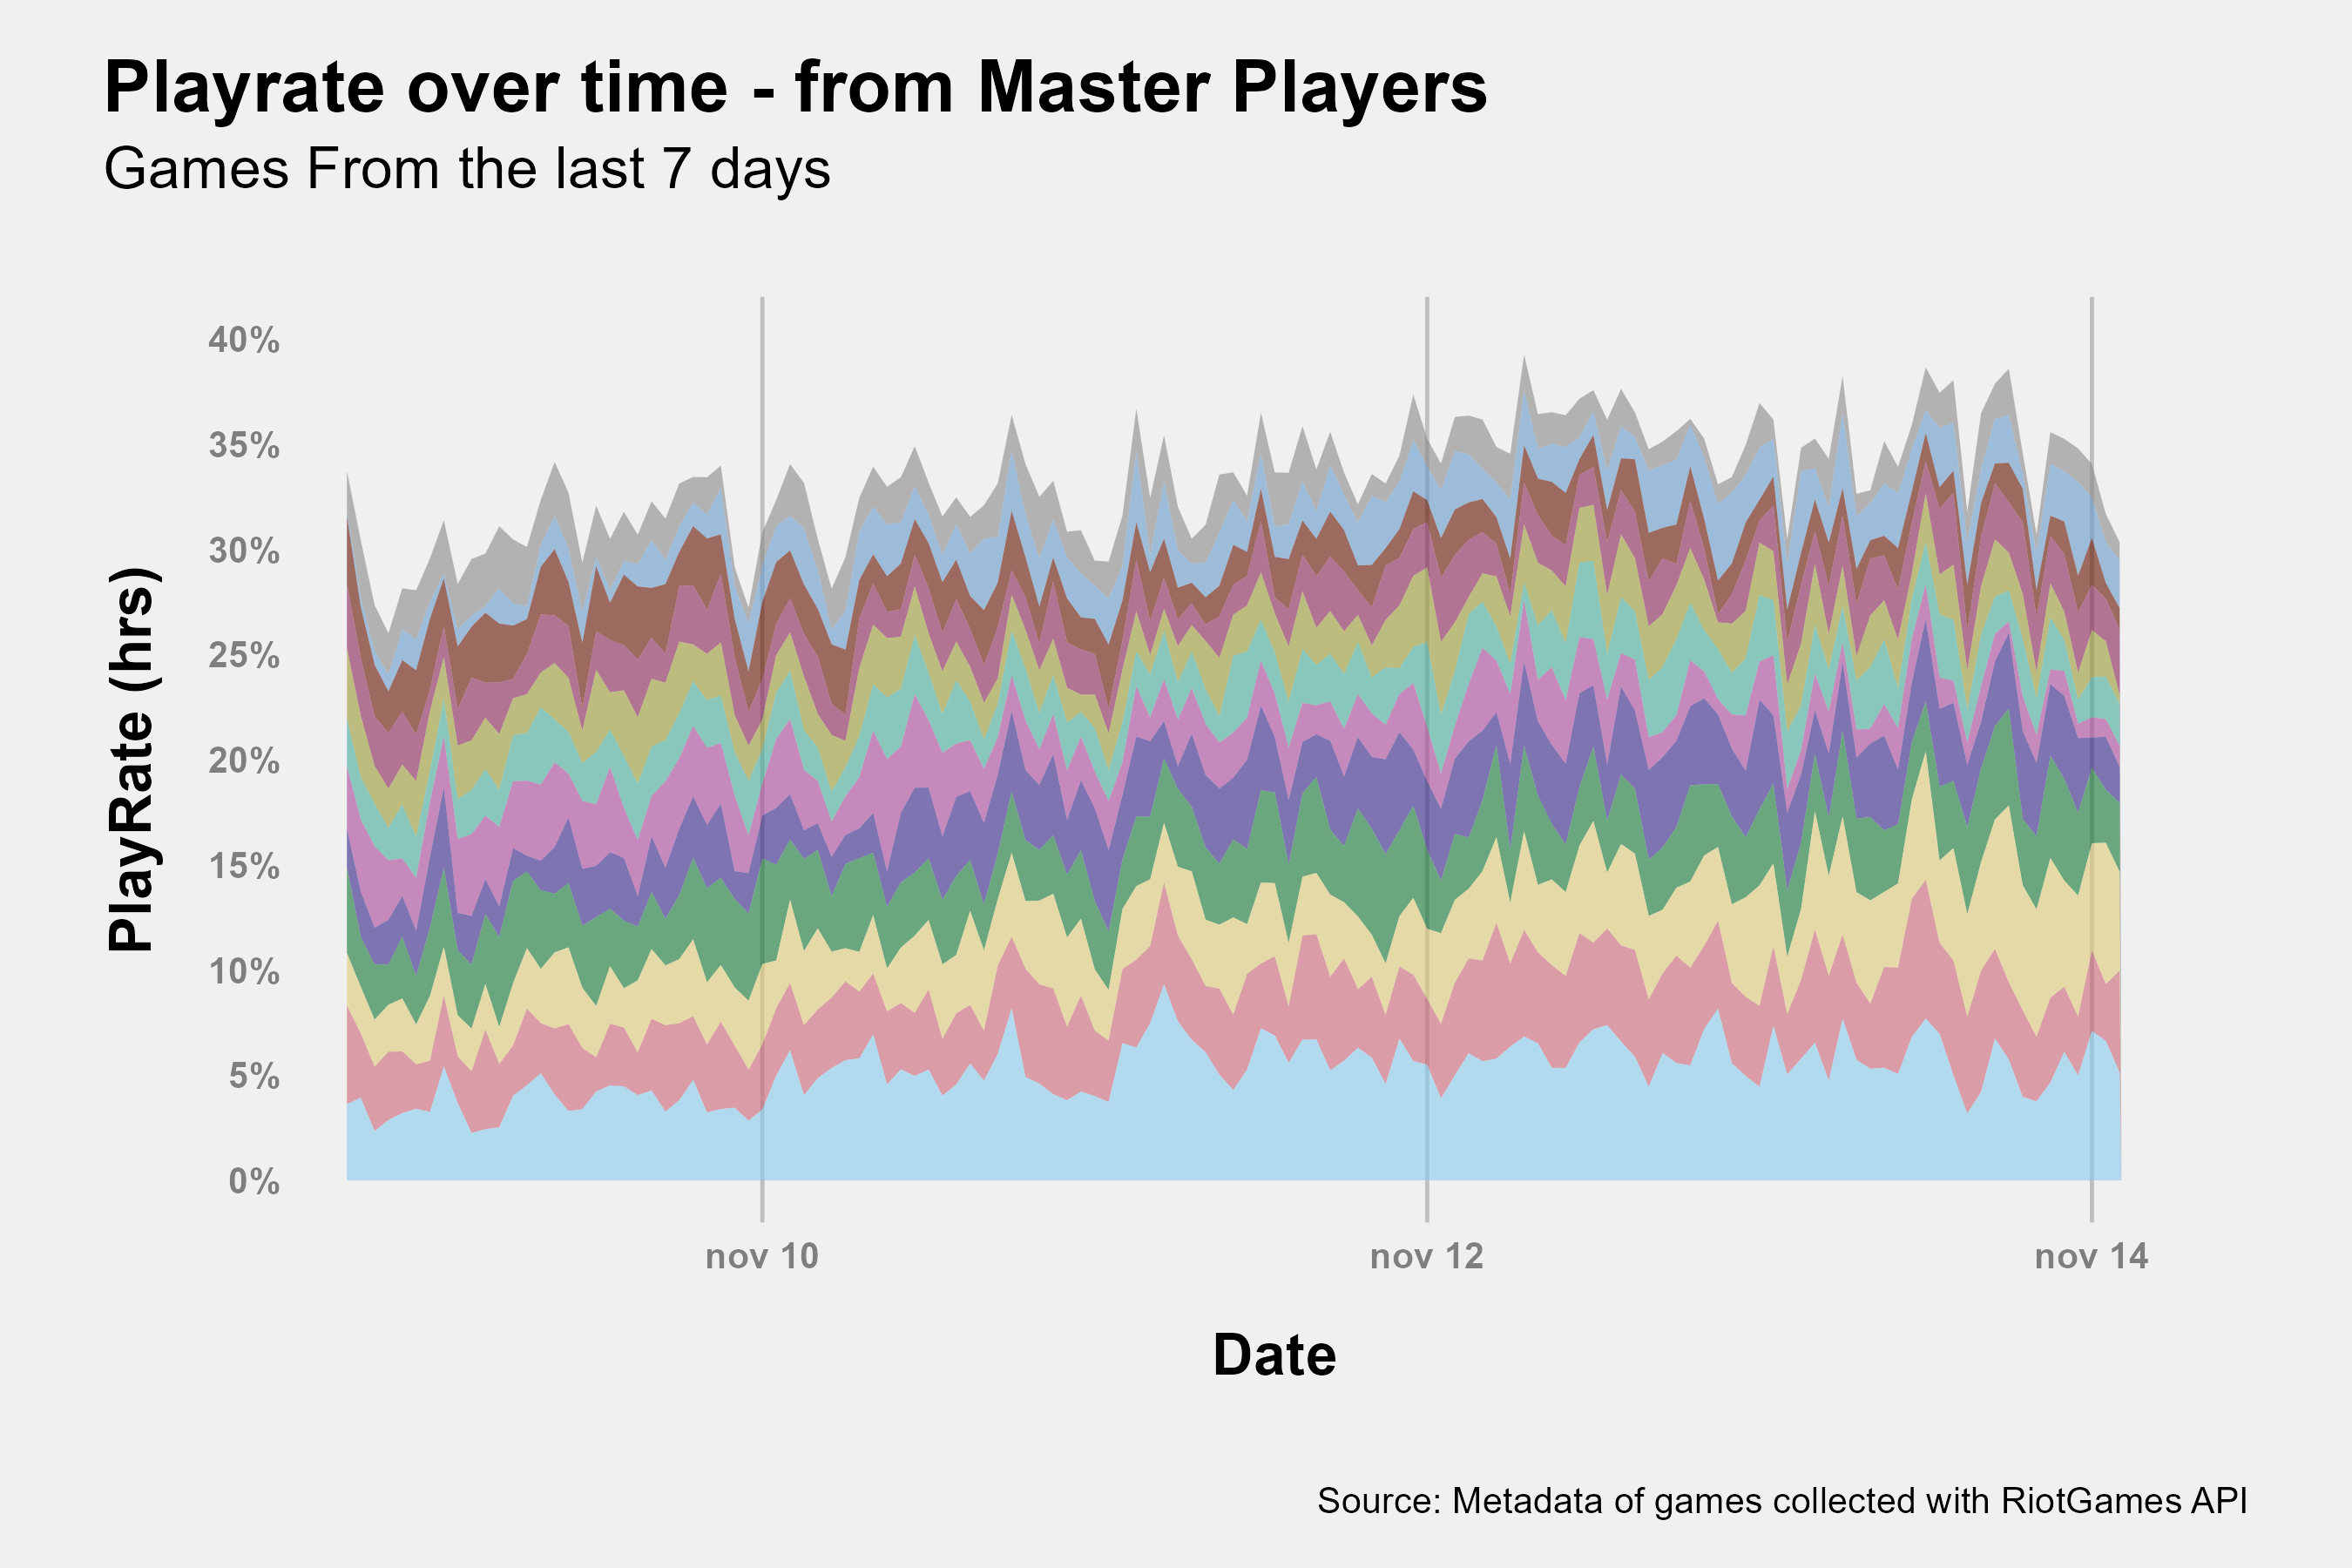 Playrate over time - from Master Players
Games From the last 7 days
PlayRate (hrs)
40%
35%
30%
25%
20%
15%
10%
5%
0%
nov 10
nov 12
nov 14
Date
Source: Metadata of games collected with RiotGames API